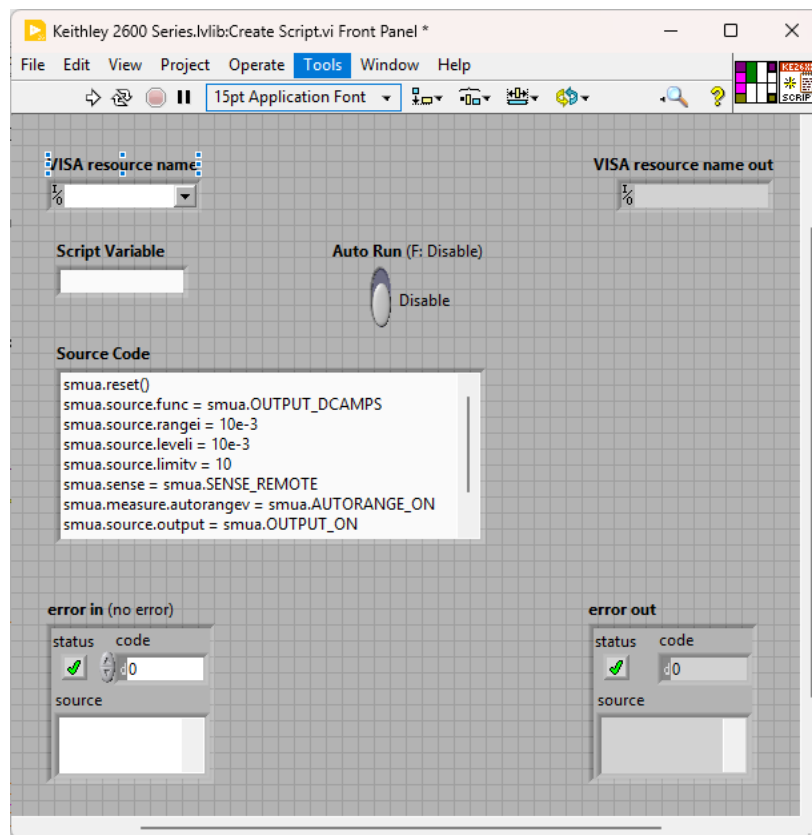 Keithley 2600 Series.lvlib:Create Script.vi Front Panel *
File Edit View Project Operate Tools Window Help
15pt Application Font
KE26XX
SCRIP
VISA resource name
VISA resource name out
I/O
I/O
Script Variable
Auto Run (F: Disable)
Disable
Source Code
smua.reset()
smua.source.func = smua.OUTPUT_DCAMPS
smua.source.rangei = 10e-3
smua.source.leveli = 10e-3
smua.source.limitv = 10
smua.sense = smua.SENSE_REMOTE
smua.measure.autorangev = smua.AUTORANGE_ON
smua.source.output = smua.OUTPUT_ON
error in (no error)
error out
status code
status code
d0
d0
source
source